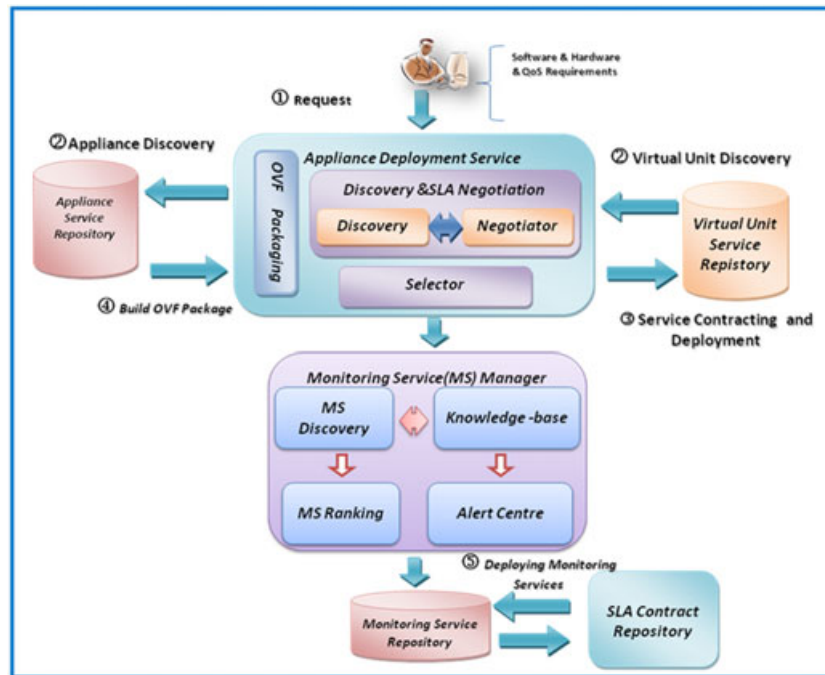 Software & Hardware
& QoS Requirements
① Request
② Appliance Discovery
② Virtual Unit Discovery
Appliance Deployment Service
OVF Packaging
Discovery &SLA Negotiation
Discovery
Negotiator
Selector
Appliance
Service
Repository
Virtual Unit
Service
Repistory
④ Build OVF Package
③ Service Contracting and
Deployment
Monitoring Service(MS) Manager
MS
Discovery
Knowledge -base
MS Ranking
Alert Centre
⑤ Deploying Monitoring
Services
Monitoring Service
Repository
SLA Contract
Repository